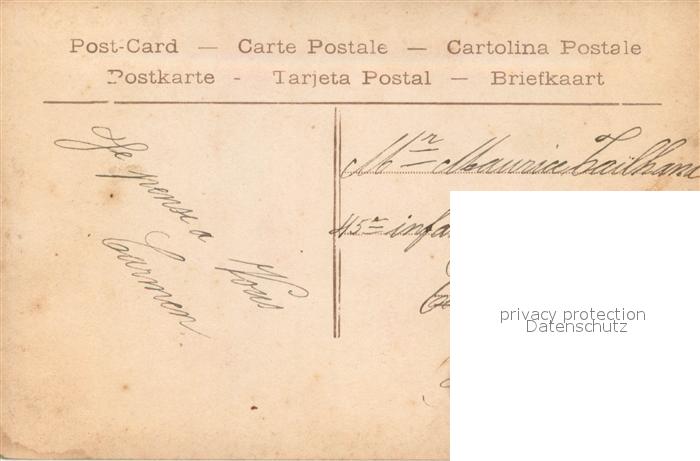 Post-Card — Carte Postale — Cartolina Postale
Postkarte - Tarjeta Postal — Briefkaart
Je pense a Vous
Carmen.
Mr Maurice
45e infa
privacy protection
Datenschutz